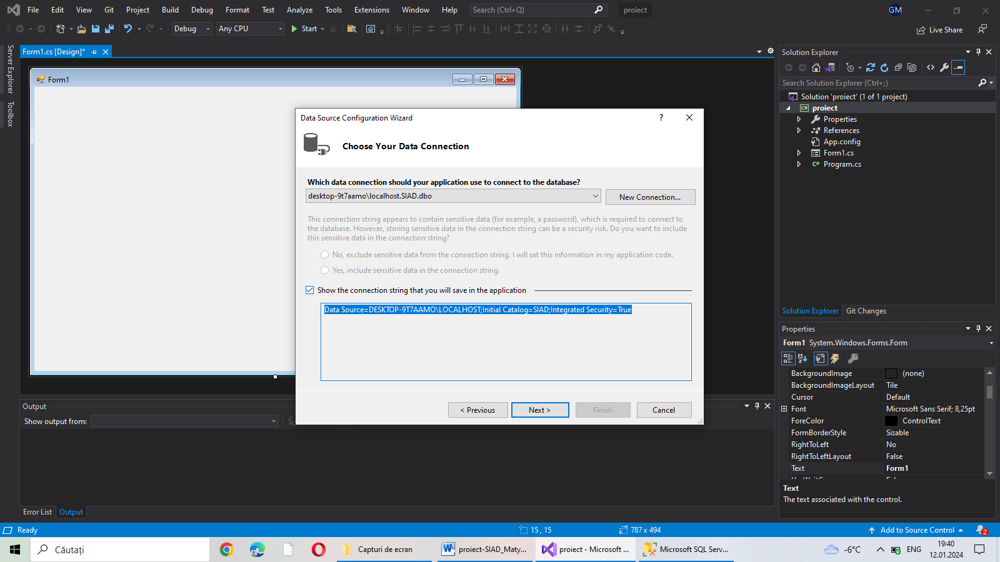 File Edit View Git Project Build Debug Format Test Analyze Tools Extensions Window Help Search (Ctrl+Q) proiect GM
Debug Any CPU Start Live Share
Server Explorer
Toolbox
Form1.cs [Design]*
Form1
Data Source Configuration Wizard ?
Choose Your Data Connection
Which data connection should your application use to connect to the database?
desktop-9t7aamo\localhost.SIAD.dbo New Connection...
This connection string appears to contain sensitive data (for example, a password), which is required to connect to
the database. However, storing sensitive data in the connection string can be a security risk. Do you want to include
this sensitive data in the connection string?
No, exclude sensitive data from the connection string. I will set this information in my application code.
Yes, include sensitive data in the connection string.
Show the connection string that you will save in the application
Data Source=DESKTOP-9T7AAMO\LOCALHOST;Initial Catalog=SIAD;Integrated Security=True
< Previous Next > Finish Cancel
Output
Show output from:
Error List Output
Solution Explorer
Search Solution Explorer (Ctrl+;)
Solution 'proiect' (1 of 1 project)
C# proiect
Properties
References
App.config
Form1.cs
C# Program.cs
Solution Explorer Git Changes
Properties
Form1 System.Windows.Forms.Form
BackgroundImage (none)
BackgroundImageLayout Tile
Cursor Default
Font Microsoft Sans Serif; 8,25pt
ForeColor ControlText
FormBorderStyle Sizable
RightToLeft No
RightToLeftLayout False
Text Form1
Text
The text associated with the control.
Ready 15 , 15 787 x 494 Add to Source Control 2
Căutați Capturi de ecran proiect-SIAD_Maty... proiect - Microsoft ... Microsoft SQL Serv... -6°C ENG 19:40
12.01.2024